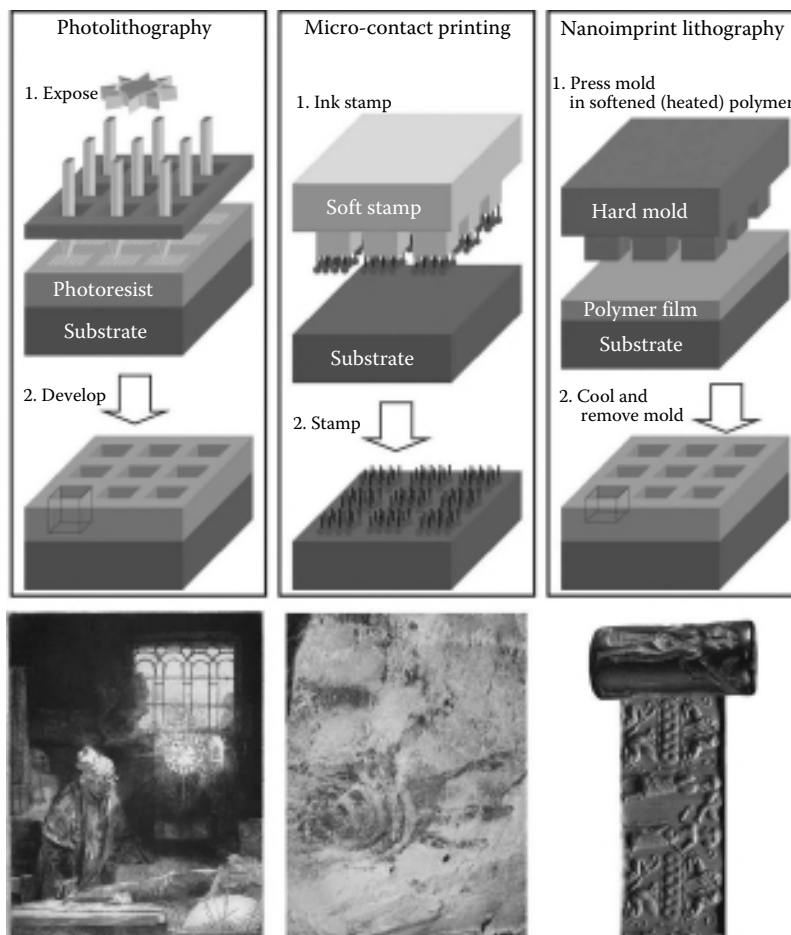 Photolithography
1. Expose
Photoresist
Substrate
2. Develop
Micro-contact printing
1. Ink stamp
Soft stamp
Substrate
2. Stamp
Nanoimprint lithography
1. Press mold
in softened (heated) polymer
Hard mold
Polymer film
Substrate
2. Cool and
remove mold